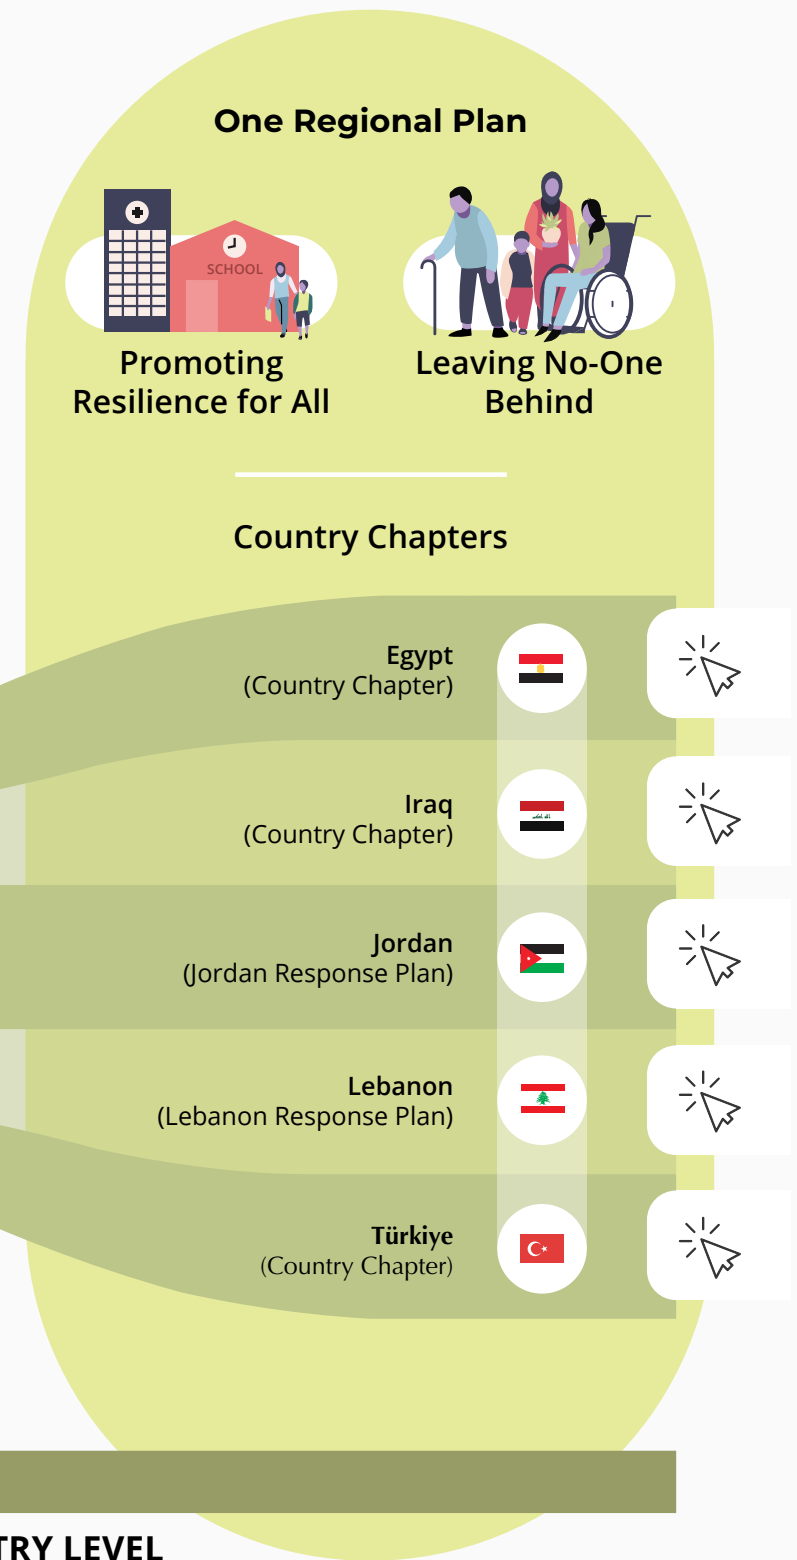 One Regional Plan
SCHOOL
Promoting
Resilience for All
Leaving No-One
Behind
Country Chapters
Egypt
(Country Chapter)
Iraq
(Country Chapter)
Jordan
(Jordan Response Plan)
Lebanon
(Lebanon Response Plan)
Türkiye
(Country Chapter)
TRY LEVEL